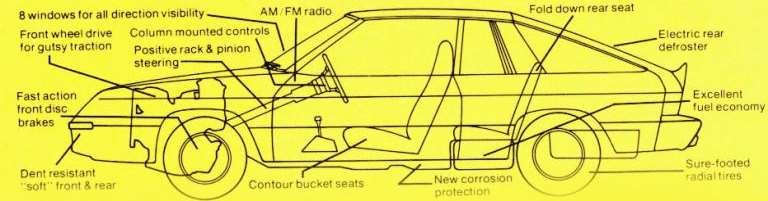 8 windows for all direction visibility
AM/FM radio
Fold down rear seat
Front wheel drive
for gutsy traction
Column mounted controls
Positive rack & pinion
steering
Electric rear
defroster
Fast action
front disc
brakes
Excellent
fuel economy
Dent resistant
"soft" front & rear
Contour bucket seats
New corrosion
protection
Sure-footed
radial tires